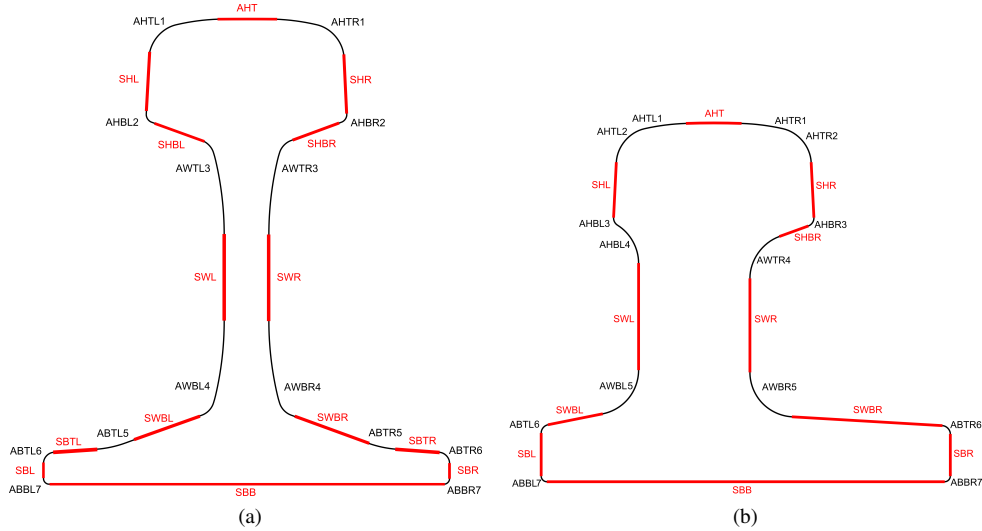 AHTL1 AHT AHTR1
SHL SHR
AHBL2 AHBR2
SHBL SHBR
AWTL3 AWTR3
SWL SWR
AWBL4 AWBR4
SWBL SWBR
ABTL5 ABTR5
ABTL6 SBTL SBTR ABTR6
SBL SBR
ABBL7 SBB ABBR7
(a)
AHTL1 AHT AHTR1
AHTL2 AHTR2
SHL SHR
AHBL3 AHBR3
AHBL4 SHBR
AWTR4
SWL SWR
AWBL5 AWBR5
SWBL SWBR
ABTL6 ABTR6
SBL SBR
ABBL7 SBB ABBR7
(b)